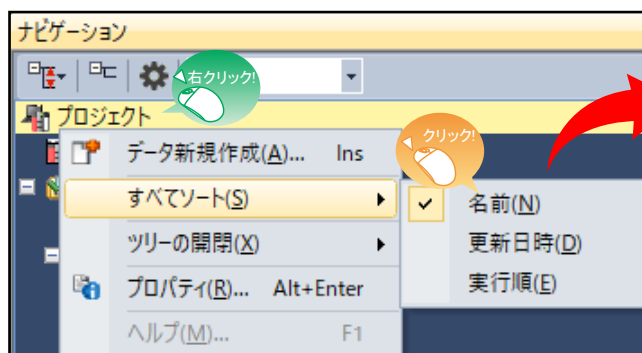 ナビゲーション
右クリック!
プロジェクト
データ新規作成(A)... Ins
クリック!
すべてソート(S)
名前(N)
ツリーの開閉(X)
更新日時(D)
プロパティ(R)... Alt+Enter
実行順(E)
ヘルプ(M)... F1